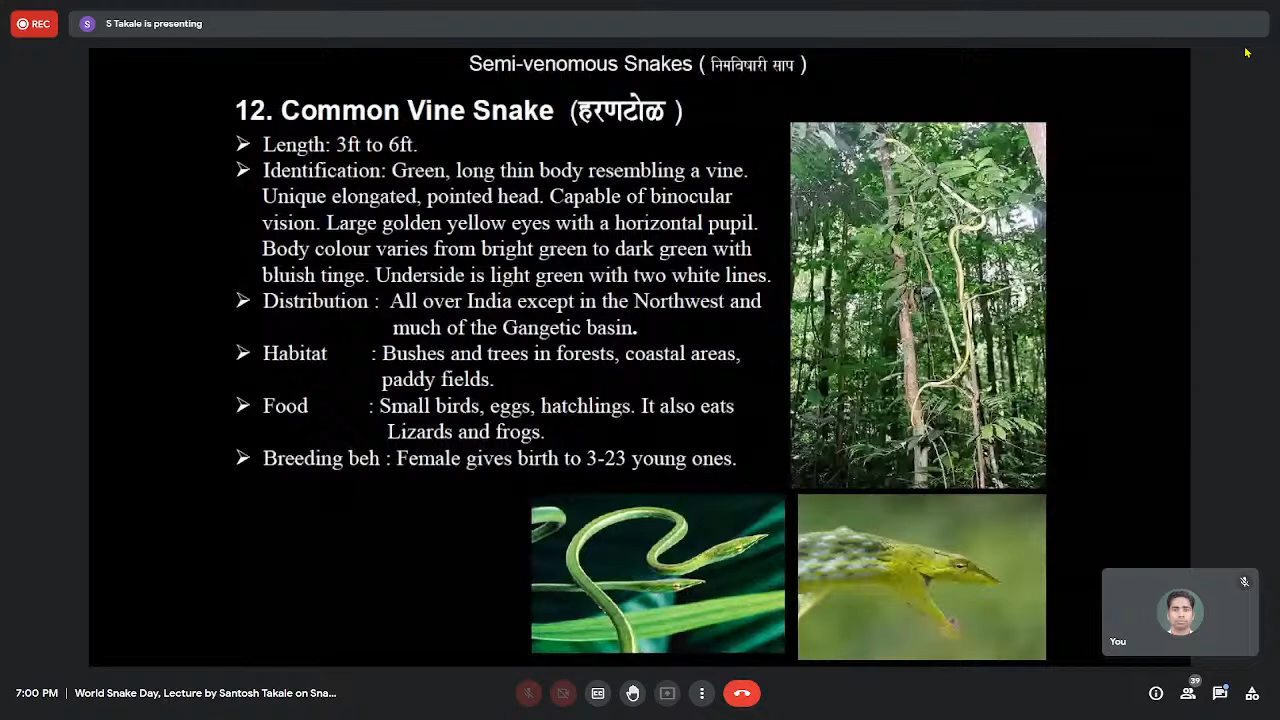 REC
S
S Takale is presenting
Semi-venomous Snakes ( निमविषारी साप )
12. Common Vine Snake (हरणटोळ )
➢ Length: 3ft to 6ft.
➢ Identification: Green, long thin body resembling a vine.
Unique elongated, pointed head. Capable of binocular
vision. Large golden yellow eyes with a horizontal pupil.
Body colour varies from bright green to dark green with
bluish tinge. Underside is light green with two white lines.
➢ Distribution : All over India except in the Northwest and
much of the Gangetic basin.
➢ Habitat : Bushes and trees in forests, coastal areas,
paddy fields.
➢ Food : Small birds, eggs, hatchlings. It also eats
Lizards and frogs.
➢ Breeding beh : Female gives birth to 3-23 young ones.
You
7:00 PM | World Snake Day, Lecture by Santosh Takale on Sna...
39